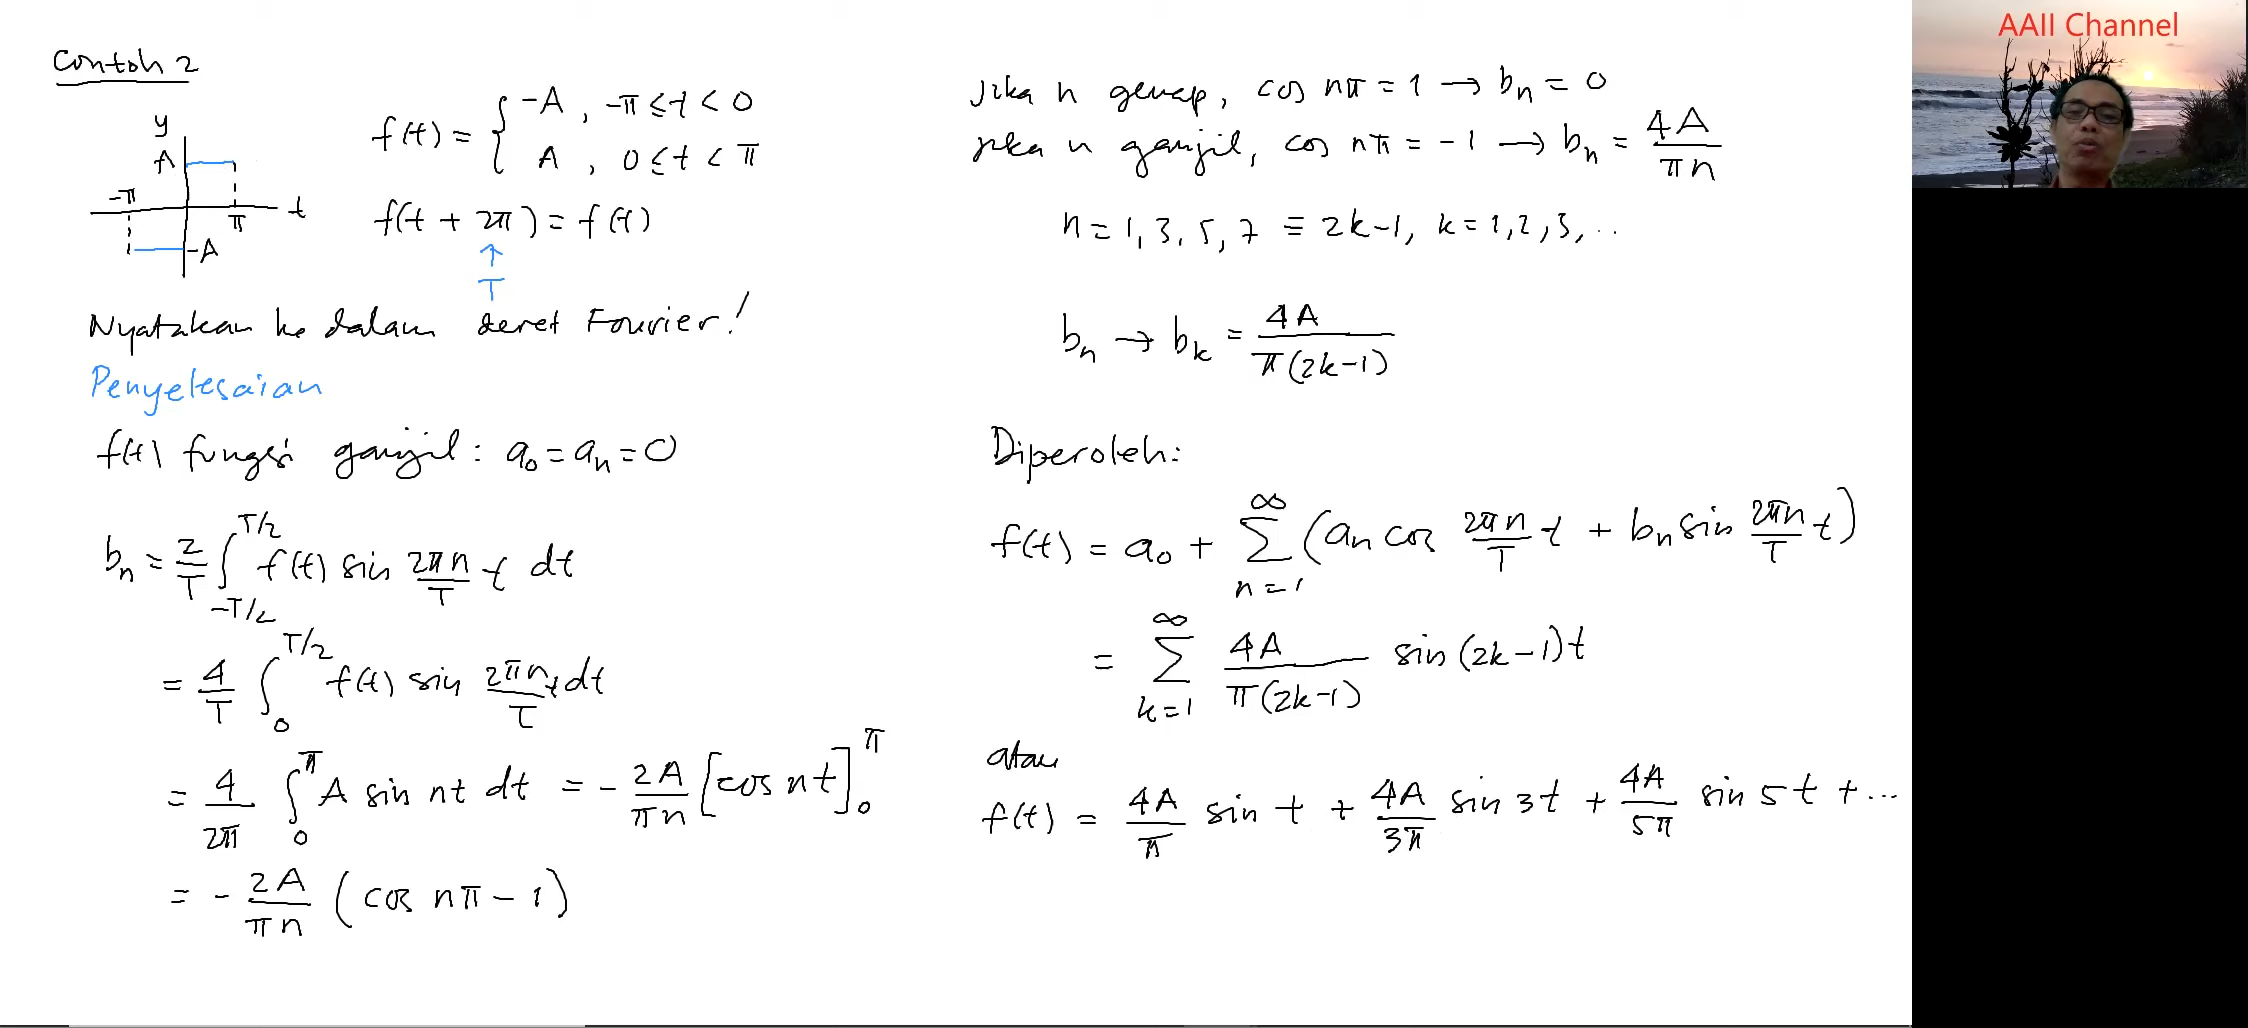 Contoh 2
y
A
-π
π
t
-A
f(t) = { -A , -π ≤ t < 0
A , 0 ≤ t < π
f(t + 2π) = f(t)
↑
T
Nyatakan ke dalam deret Fourier!
Penyelesaian
f(t) fungsi ganjil : a₀ = aₙ = 0
bₙ = 2/T ∫_{-T/2}^{T/2} f(t) sin 2πn/T t dt
= 4/T ∫_0^{T/2} f(t) sin 2πn/T t dt
= 4/2π ∫_0^π A sin nt dt = - 2A/πn [cos nt]_0^π
= - 2A/πn (cos nπ - 1)
Jika n genap, cos nπ = 1 → bₙ = 0
jika n ganjil, cos nπ = -1 → bₙ = 4A/πn
n = 1, 3, 5, 7 ≡ 2k-1, k = 1, 2, 3, ..
bₙ → bₖ = 4A/π(2k-1)
Diperoleh:
f(t) = a₀ + ∑_{n=1}^∞ (aₙ cos 2πn/T t + bₙ sin 2πn/T t)
= ∑_{k=1}^∞ 4A/π(2k-1) sin (2k-1)t
atau
f(t) = 4A/π sin t + 4A/3π sin 3t + 4A/5π sin 5t + ...
AAII Channel